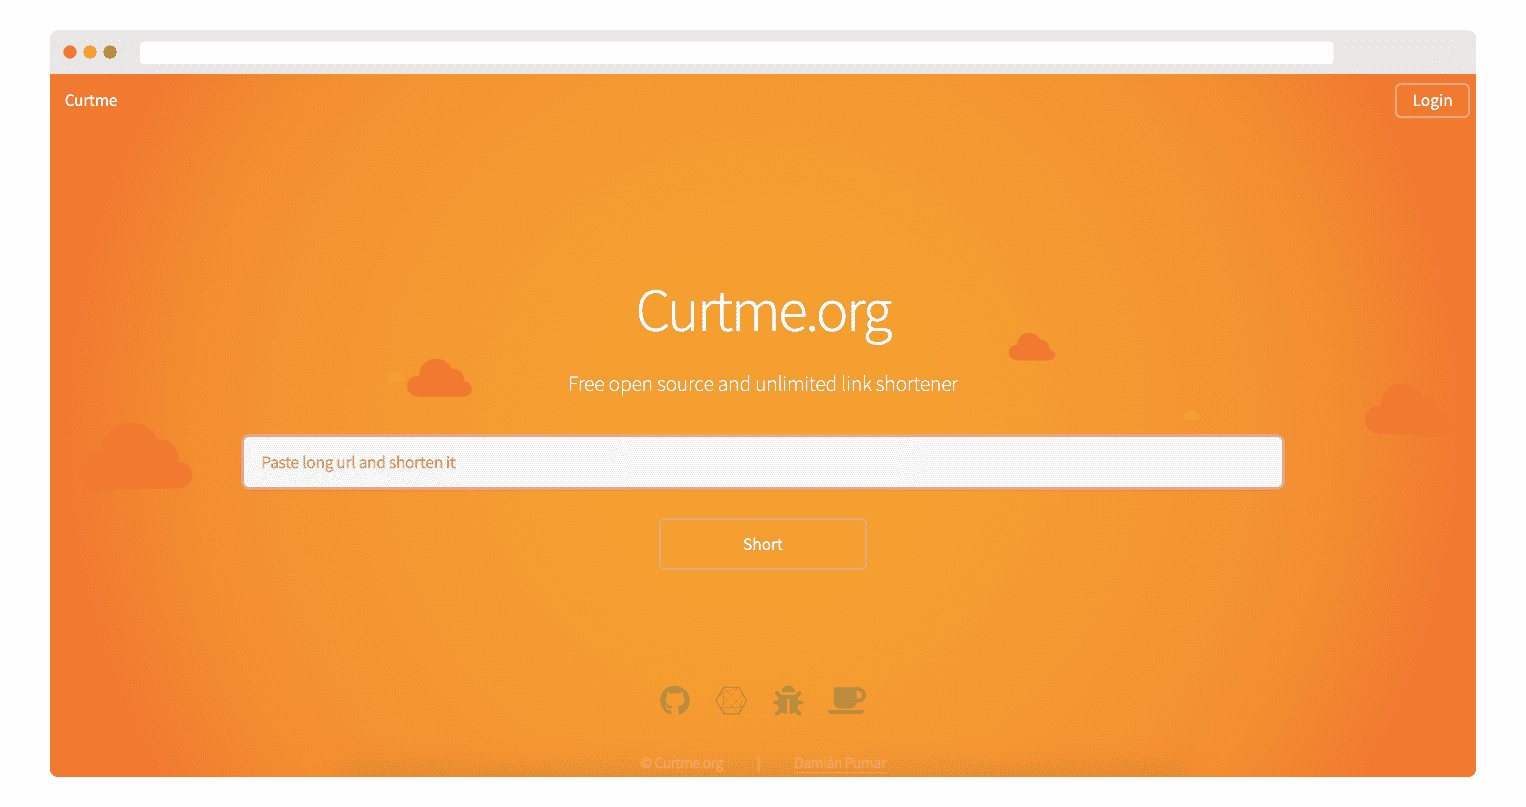 Curtme
Login
Curtme.org
Free open source and unlimited link shortener
Paste long url and shorten it
Short
© Curtme.org | Damián Pumar